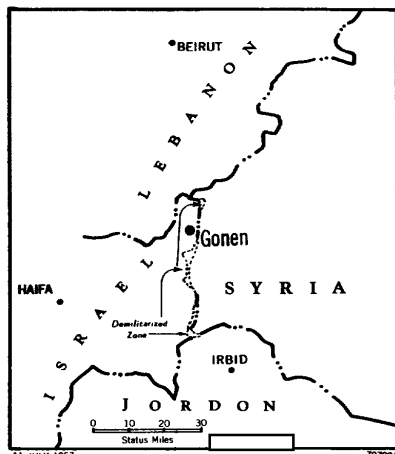 BEIRUT
LEBANON
Gonen
HAIFA
SYRIA
ISRAEL
Demilitarized
Zone
IRBID
JORDON
0 10 20 30
Status Miles